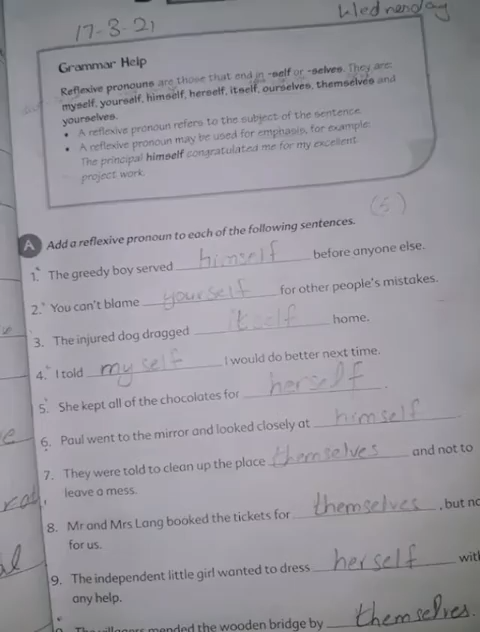 17-3-21
Wednesday
Grammar Help
Reflexive pronouns are those that end in -self or -selves. They are:
myself, yourself, himself, herself, itself, ourselves, themselves and
yourselves.
• A reflexive pronoun refers to the subject of the sentence.
• A reflexive pronoun may be used for emphasis, for example:
The principal himself congratulated me for my excellent
project work.
(5)
A Add a reflexive pronoun to each of the following sentences.
1. The greedy boy served himself before anyone else.
2. You can't blame yourself for other people's mistakes.
3. The injured dog dragged itself home.
4. I told my self I would do better next time.
5. She kept all of the chocolates for herself.
6. Paul went to the mirror and looked closely at himself.
7. They were told to clean up the place themselves and not to
leave a mess.
8. Mr and Mrs Lang booked the tickets for themselves, but no
for us.
9. The independent little girl wanted to dress herself wit
any help.
villagers mended the wooden bridge by themselves.